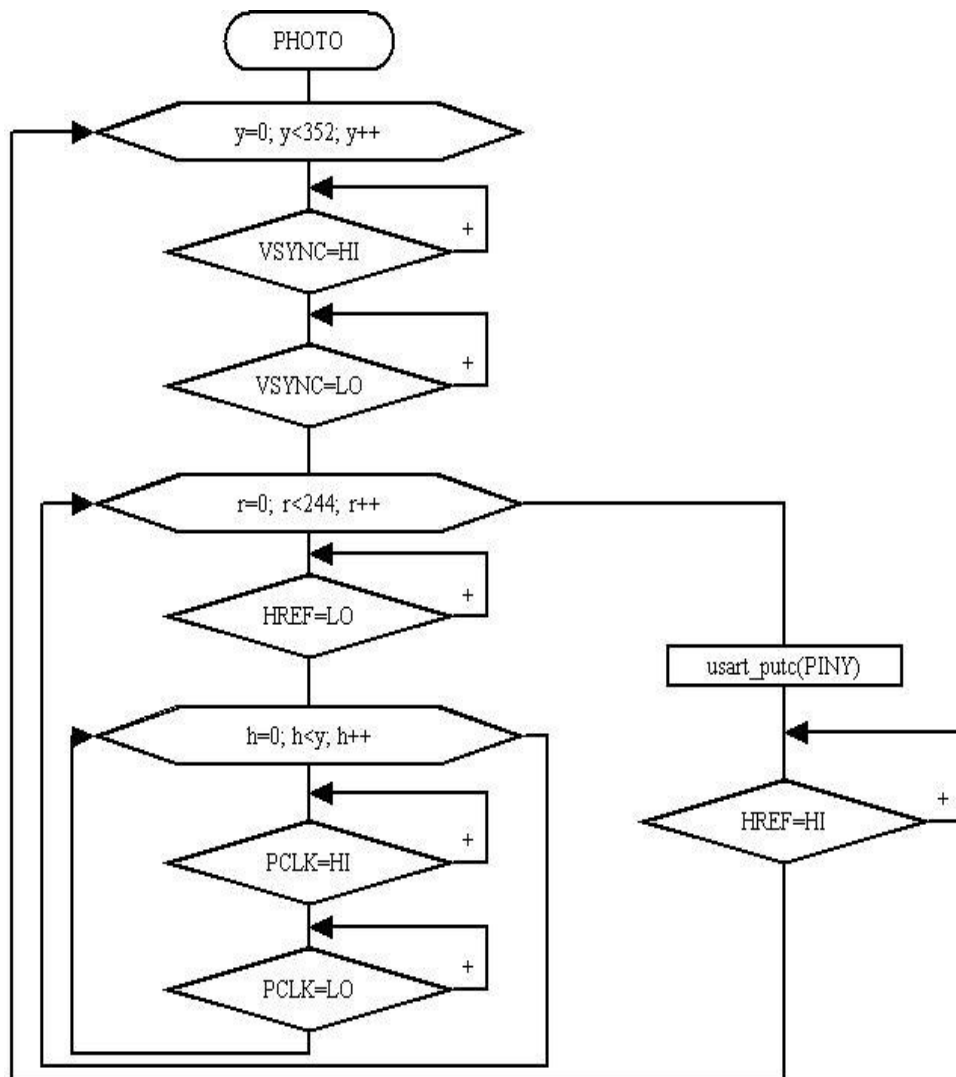 PHOTO
y=0; y<352; y++
+
VSYNC=HI
+
VSYNC=LO
r=0; r<244; r++
+
HREF=LO
usart_putc(PINY)
h=0; h<y; h++
+
HREF=HI
+
PCLK=HI
+
PCLK=LO